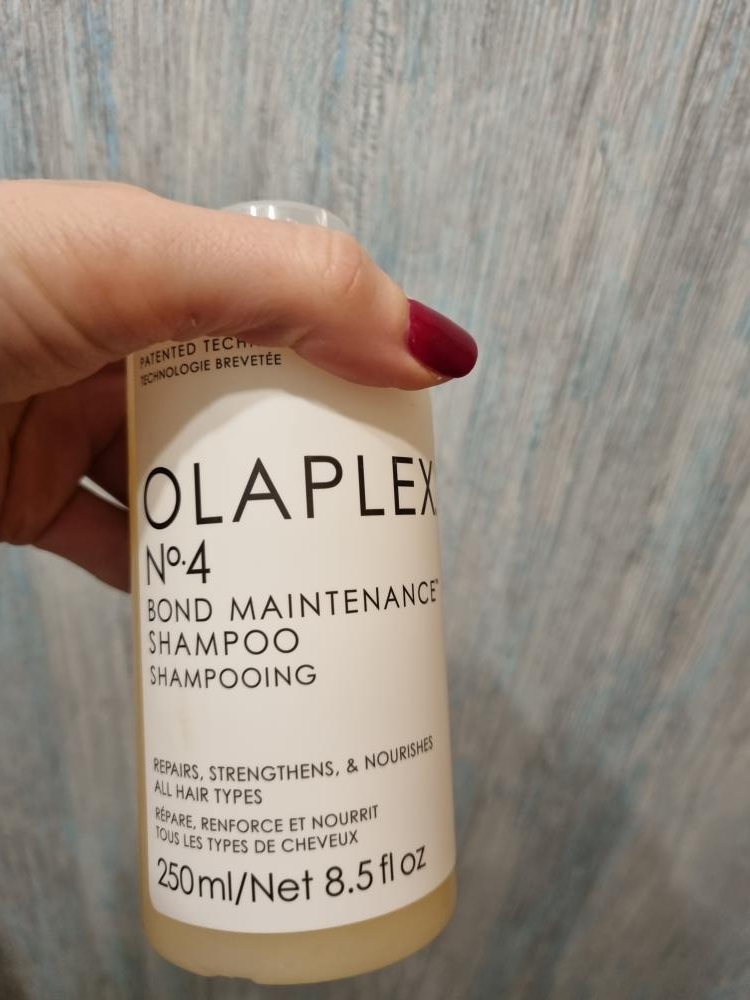 PATENTED
TECHNOLOGIE BREVETÉE
OLAPLEX
Nº.4
BOND MAINTENANCE™
SHAMPOO
SHAMPOOING
REPAIRS, STRENGTHENS, & NOURISHES
ALL HAIR TYPES
RÉPARE, RENFORCE ET NOURRIT
TOUS LES TYPES DE CHEVEUX
250ml/Net 8.5 fl oz